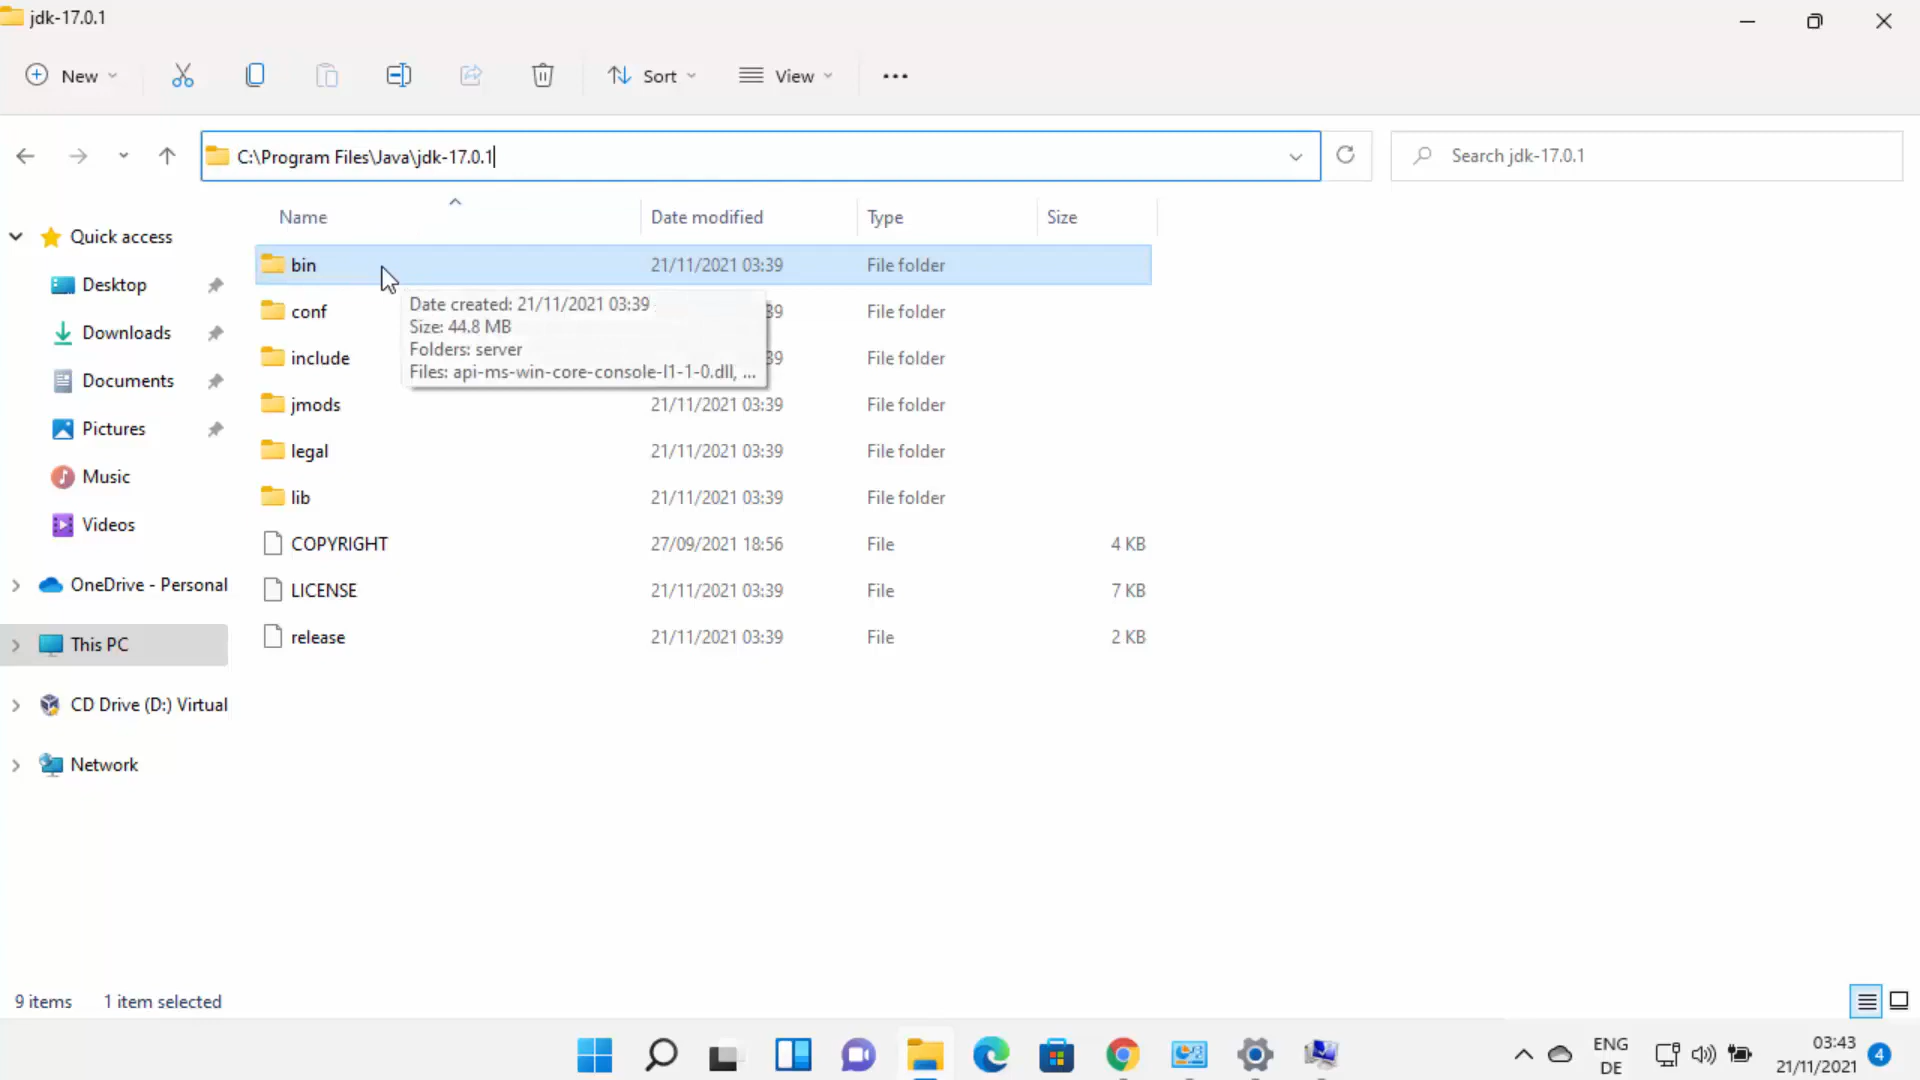 jdk-17.0.1
New
Sort
View
C:\Program Files\Java\jdk-17.0.1
Search jdk-17.0.1
Name Date modified Type Size
Quick access
Desktop
Downloads
Documents
Pictures
Music
Videos
OneDrive - Personal
This PC
CD Drive (D:) Virtual
Network
bin 21/11/2021 03:39 File folder
Date created: 21/11/2021 03:39
Size: 44.8 MB
Folders: server
Files: api-ms-win-core-console-l1-1-0.dll, ...
conf 39 File folder
include 39 File folder
jmods 21/11/2021 03:39 File folder
legal 21/11/2021 03:39 File folder
lib 21/11/2021 03:39 File folder
COPYRIGHT 27/09/2021 18:56 File 4 KB
LICENSE 21/11/2021 03:39 File 7 KB
release 21/11/2021 03:39 File 2 KB
9 items 1 item selected
ENG
DE
03:43
21/11/2021
4